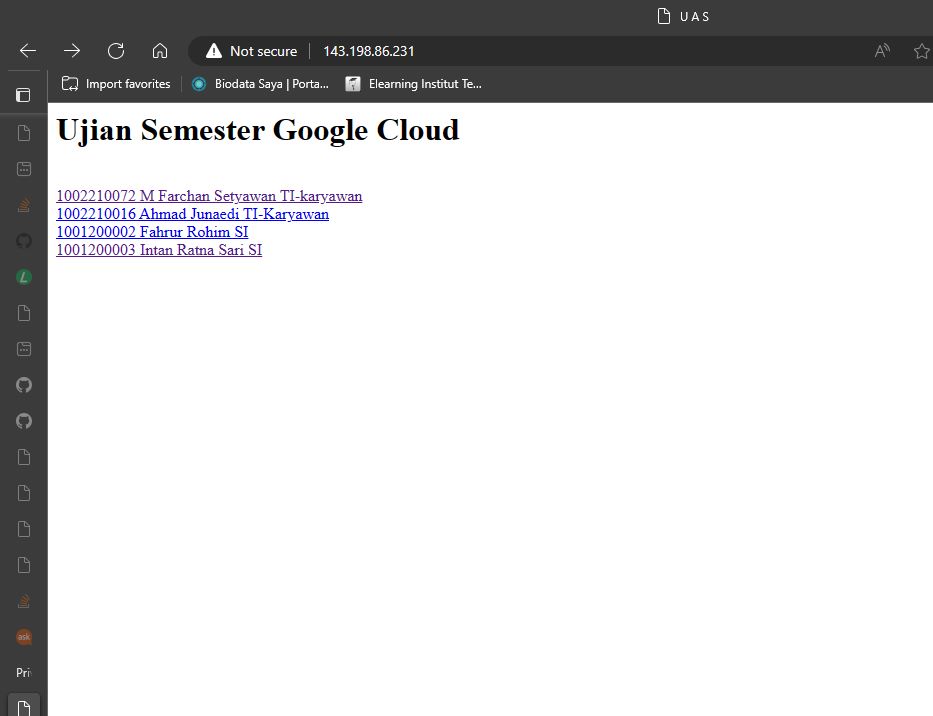 UAS
Not secure 143.198.86.231
Import favorites Biodata Saya | Porta... Elearning Institut Te...
Ujian Semester Google Cloud
1002210072 M Farchan Setyawan TI-karyawan
1002210016 Ahmad Junaedi TI-Karyawan
1001200002 Fahrur Rohim SI
1001200003 Intan Ratna Sari SI
ask
Pri